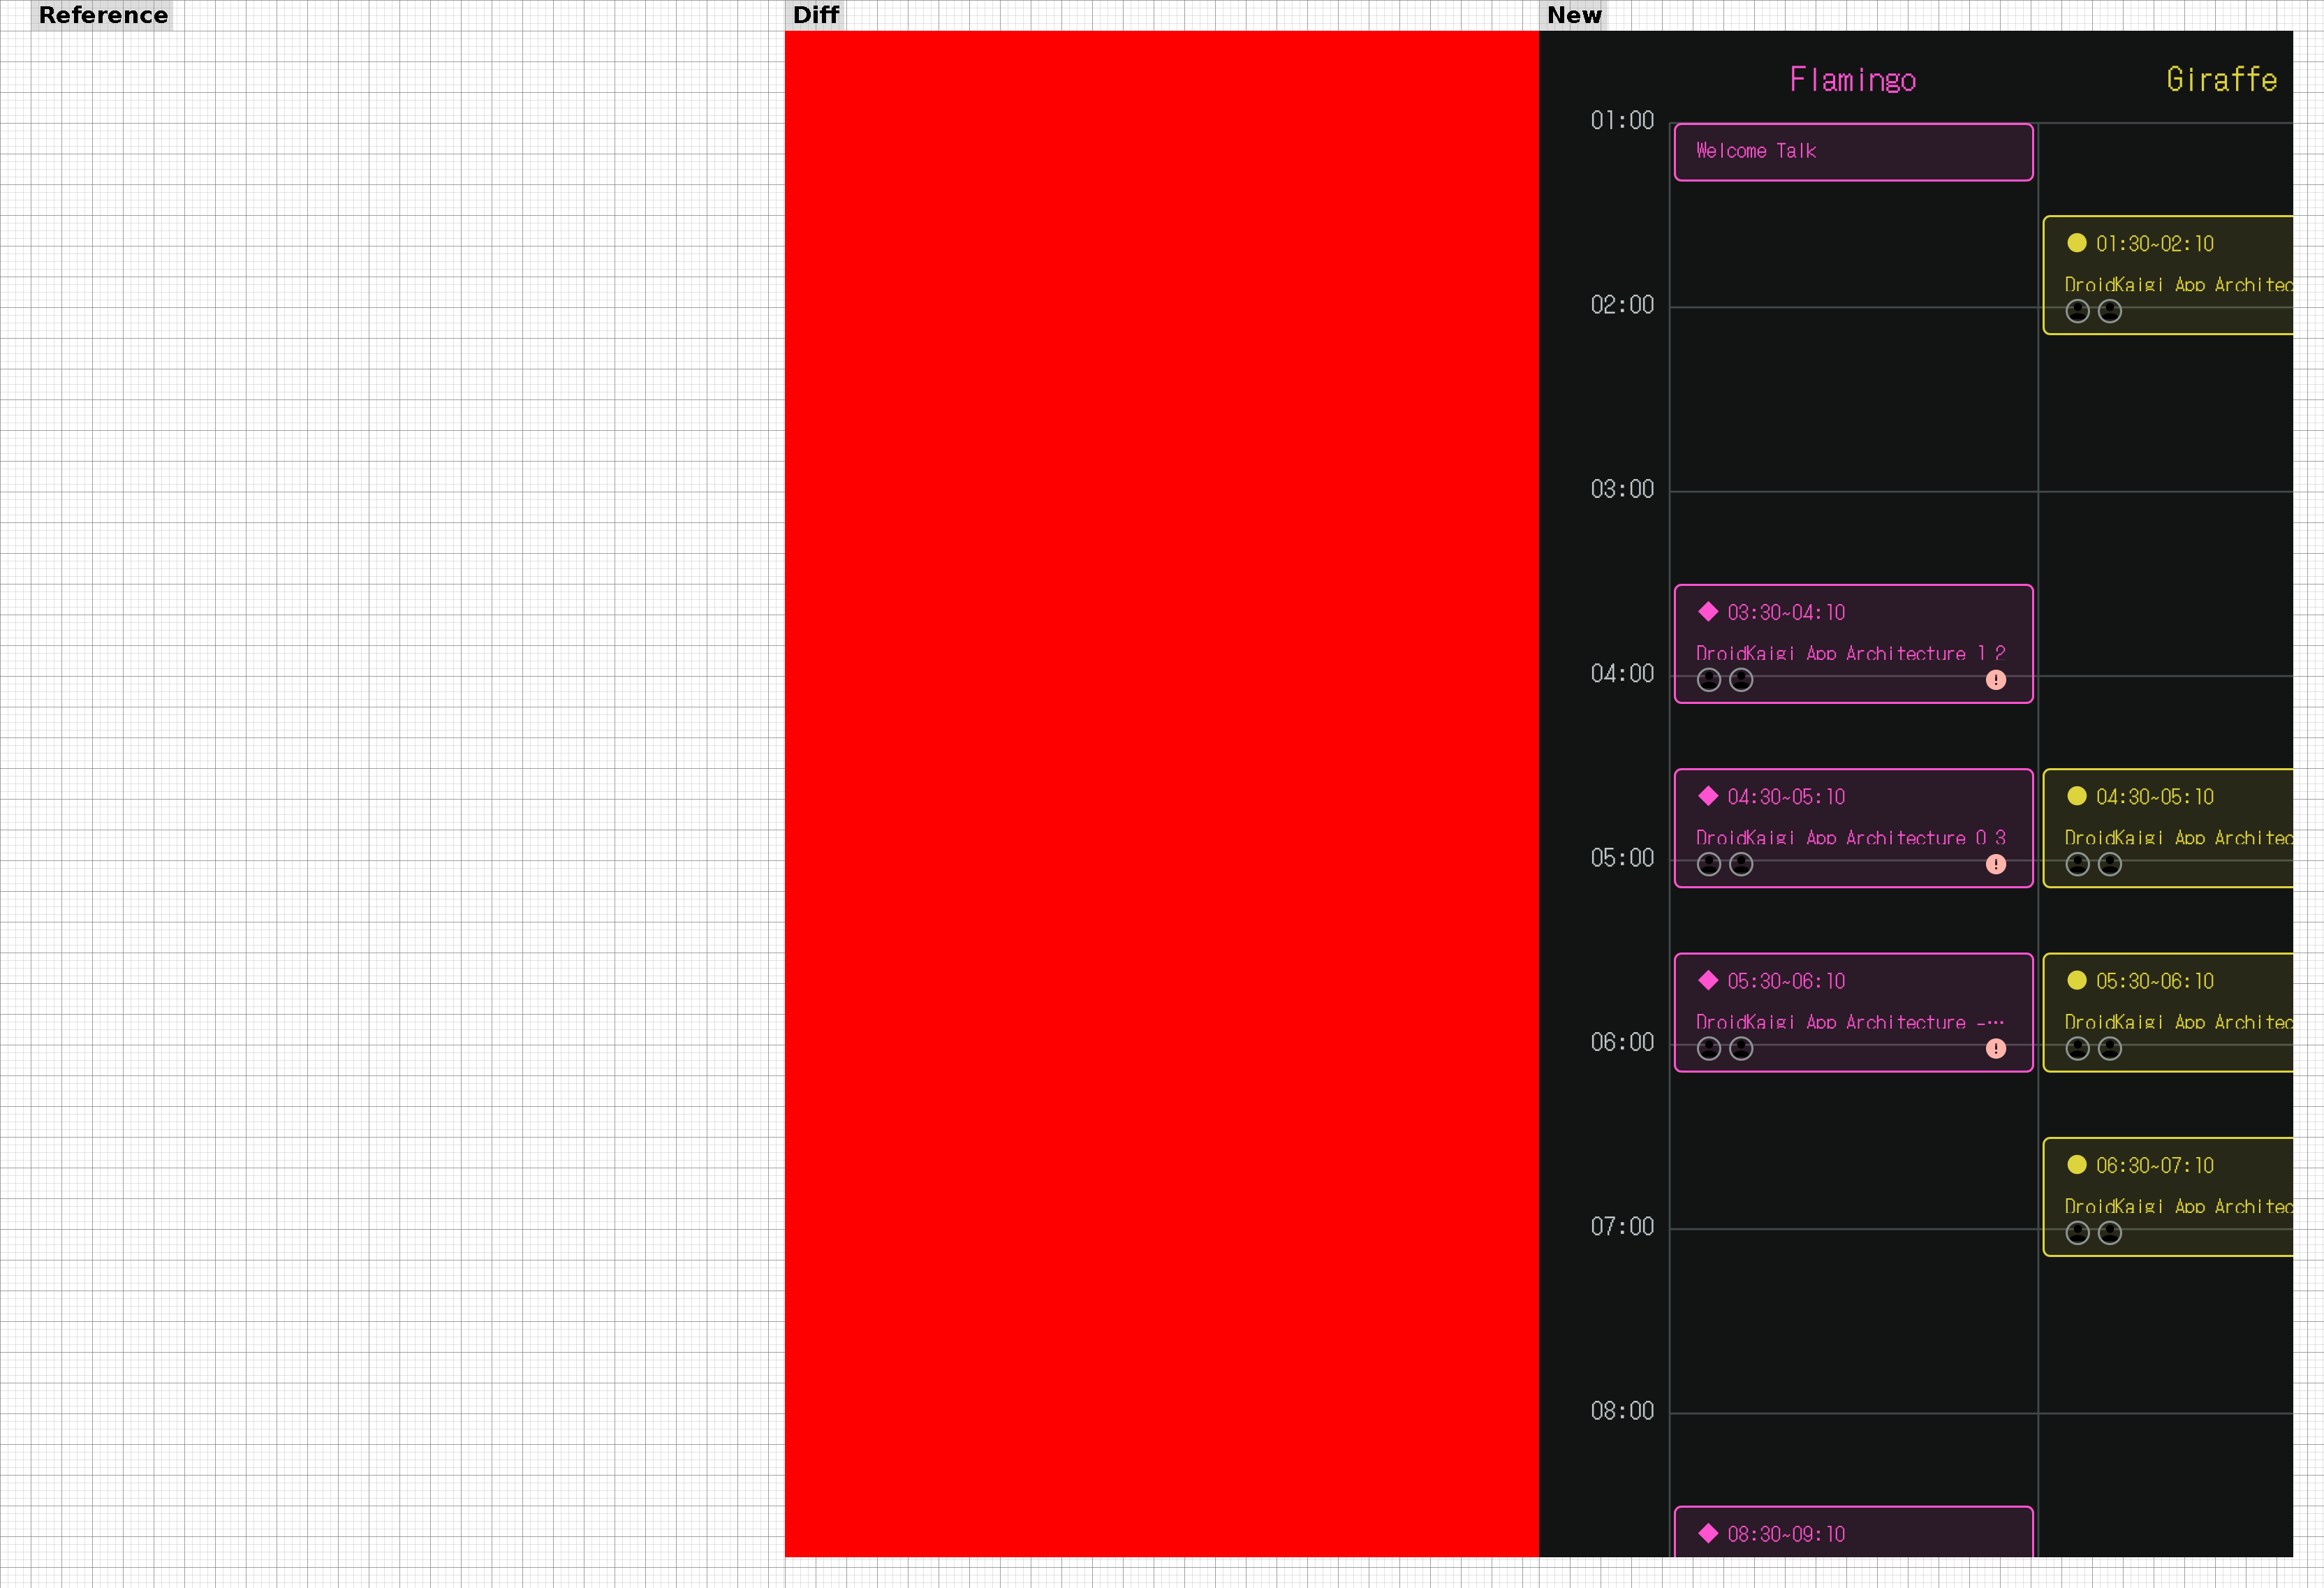 Reference
Diff
New
Flamingo
Giraffe
01:00
Welcome Talk
01:30~02:10
DroidKaigi App Architec
02:00
03:00
03:30~04:10
DroidKaigi App Architecture 1 2
04:00
04:30~05:10
04:30~05:10
DroidKaigi App Architecture 0 3
DroidKaigi App Architec
05:00
05:30~06:10
05:30~06:10
DroidKaigi App Architecture -…
DroidKaigi App Architec
06:00
06:30~07:10
DroidKaigi App Architec
07:00
08:00
08:30~09:10